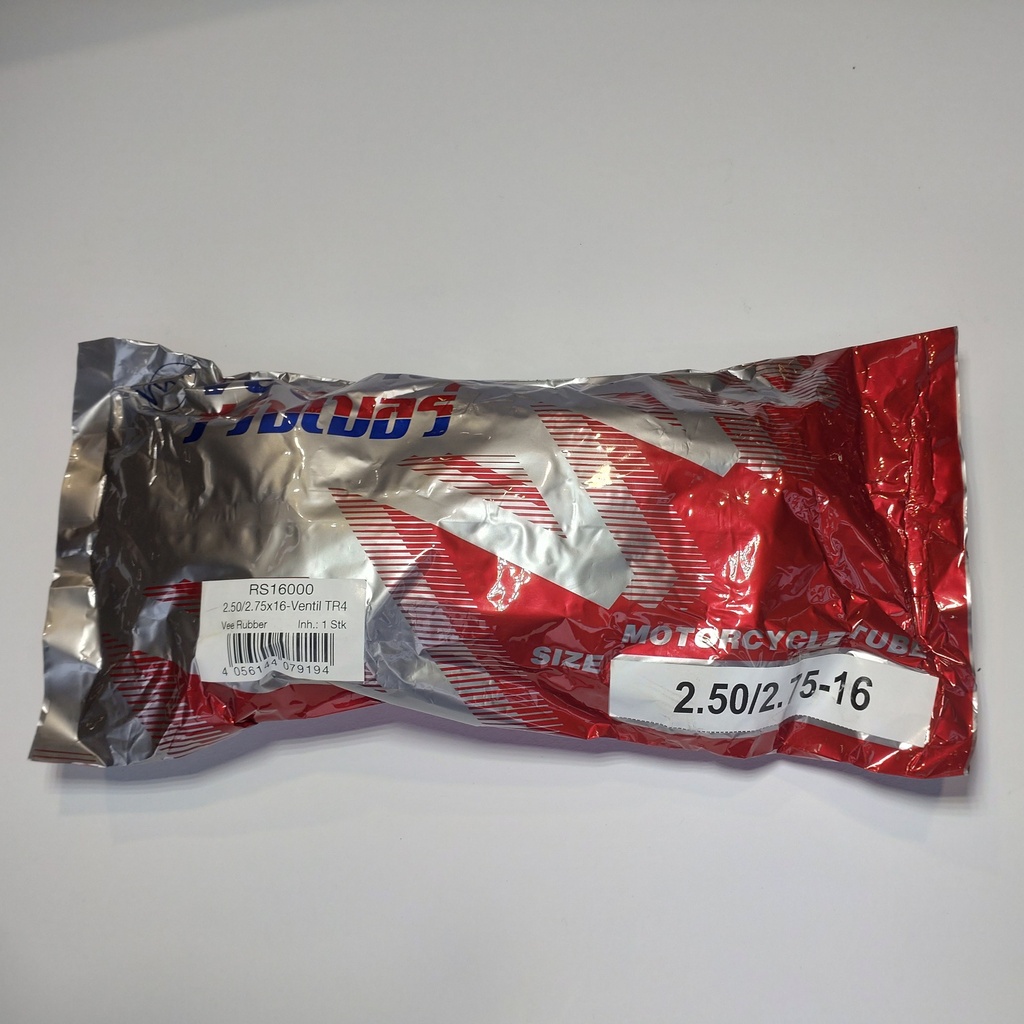 RS16000
2.50/2.75x16-Ventil TR4
Vee Rubber Inh.: 1 Stk
4 056144 079194
MOTORCYCLE TUBE
SIZE
2.50/2.75-16